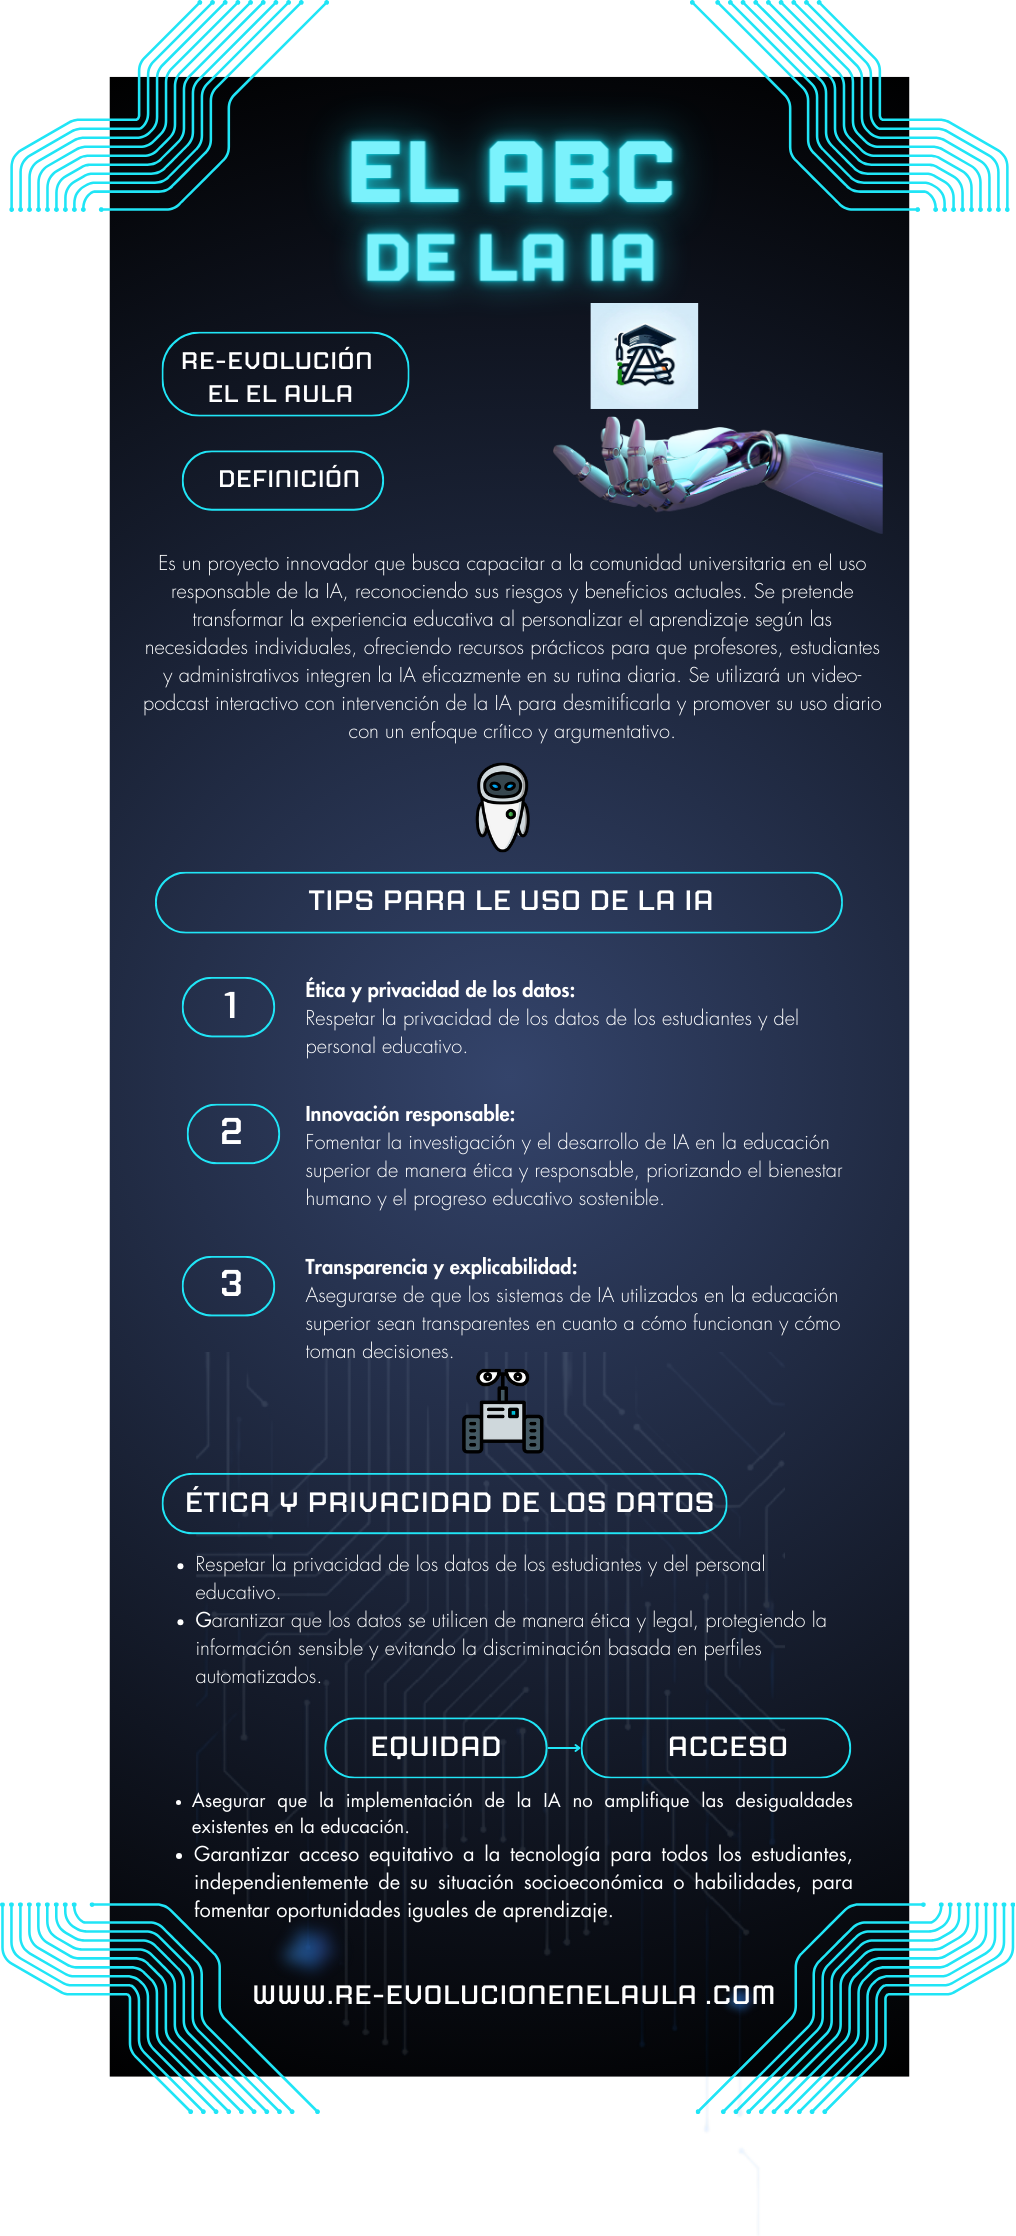 EL ABC
DE LA IA
RE-EVOLUCIÓN
EL EL AULA
DEFINICIÓN
Es un proyecto innovador que busca capacitar a la comunidad universitaria en el uso
responsable de la IA, reconociendo sus riesgos y beneficios actuales. Se pretende
transformar la experiencia educativa al personalizar el aprendizaje según las
necesidades individuales, ofreciendo recursos prácticos para que profesores, estudiantes
y administrativos integren la IA eficazmente en su rutina diaria. Se utilizará un video-
podcast interactivo con intervención de la IA para desmitificarla y promover su uso diario
con un enfoque crítico y argumentativo.
TIPS PARA LE USO DE LA IA
1
Ética y privacidad de los datos:
Respetar la privacidad de los datos de los estudiantes y del
personal educativo.
2
Innovación responsable:
Fomentar la investigación y el desarrollo de IA en la educación
superior de manera ética y responsable, priorizando el bienestar
humano y el progreso educativo sostenible.
3
Transparencia y explicabilidad:
Asegurarse de que los sistemas de IA utilizados en la educación
superior sean transparentes en cuanto a cómo funcionan y cómo
toman decisiones.
ÉTICA Y PRIVACIDAD DE LOS DATOS
• Respetar la privacidad de los datos de los estudiantes y del personal
educativo.
• Garantizar que los datos se utilicen de manera ética y legal, protegiendo la
información sensible y evitando la discriminación basada en perfiles
automatizados.
EQUIDAD
ACCESO
• Asegurar que la implementación de la IA no amplifique las desigualdades
existentes en la educación.
• Garantizar acceso equitativo a la tecnología para todos los estudiantes,
independientemente de su situación socioeconómica o habilidades, para
fomentar oportunidades iguales de aprendizaje.
WWW.RE-EVOLUCIONENELAULA .COM